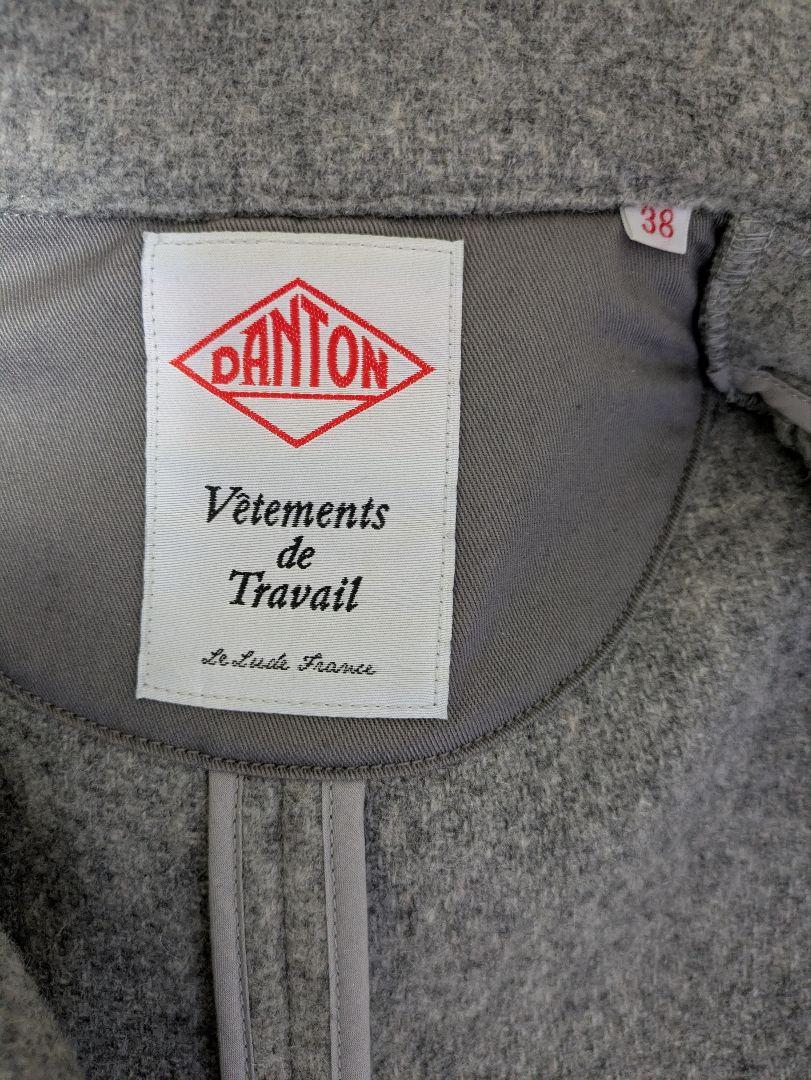 38
DANTON
Vêtements
de
Travail
Le Lude France